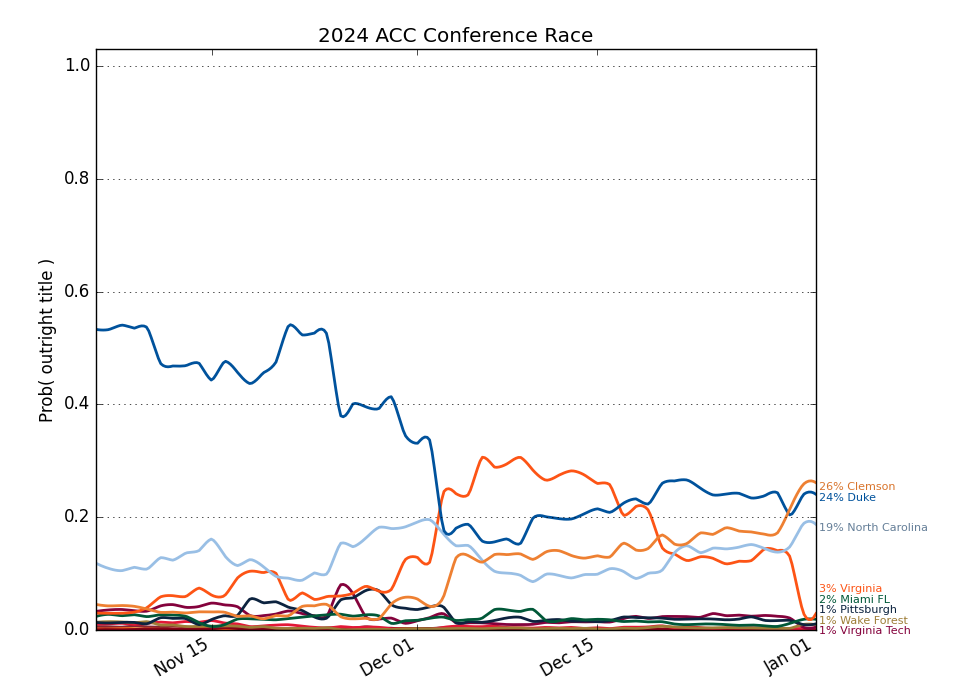 2024 ACC Conference Race
Prob( outright title )
1.0
0.8
0.6
0.4
0.2
0.0
Nov 15
Dec 01
Dec 15
Jan 01
26% Clemson
24% Duke
19% North Carolina
3% Virginia
2% Miami FL
1% Pittsburgh
1% Wake Forest
1% Virginia Tech